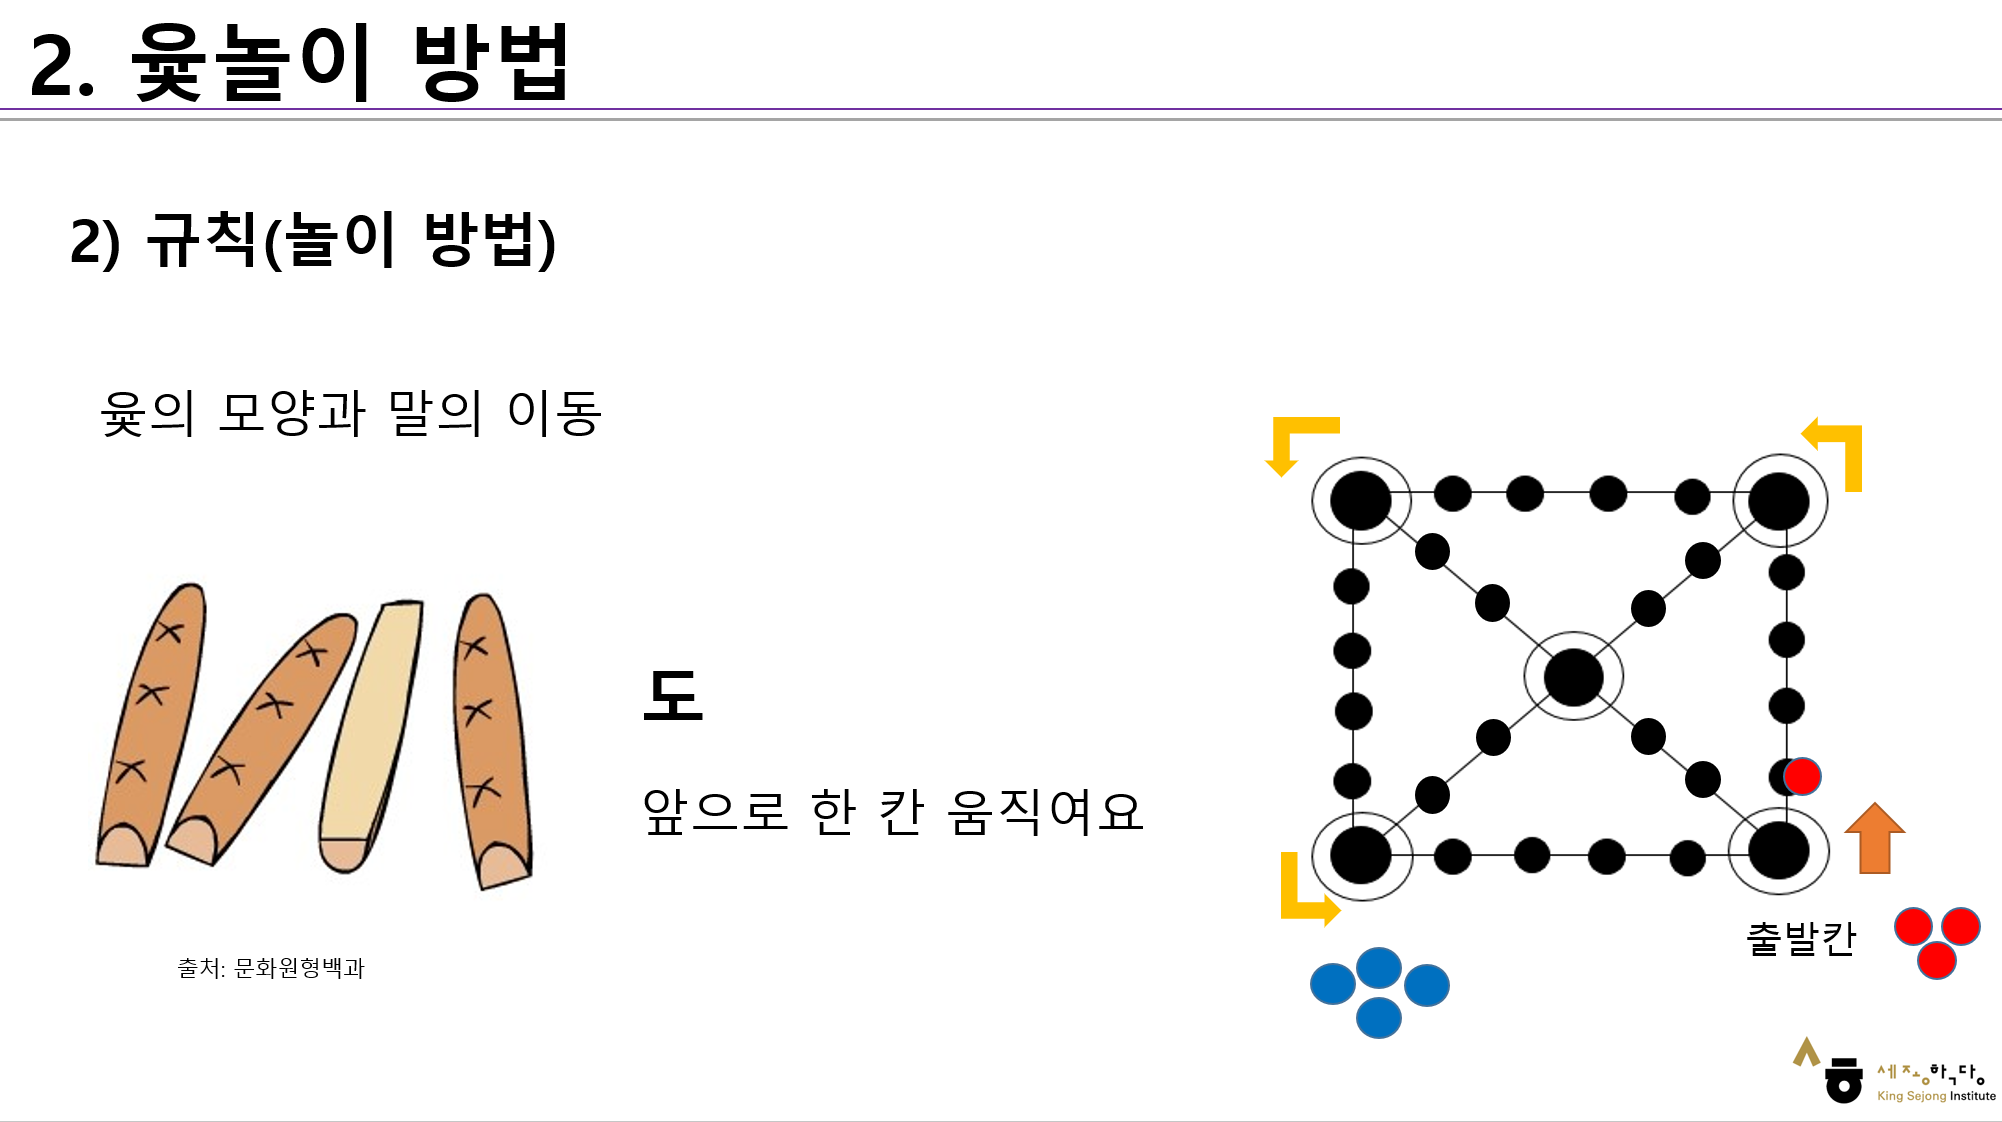 2. 윷놀이 방법
2) 규칙(놀이 방법)
윷의 모양과 말의 이동
도
앞으로 한 칸 움직여요
출발칸
출처: 문화원형백과
세종학당
King Sejong Institute